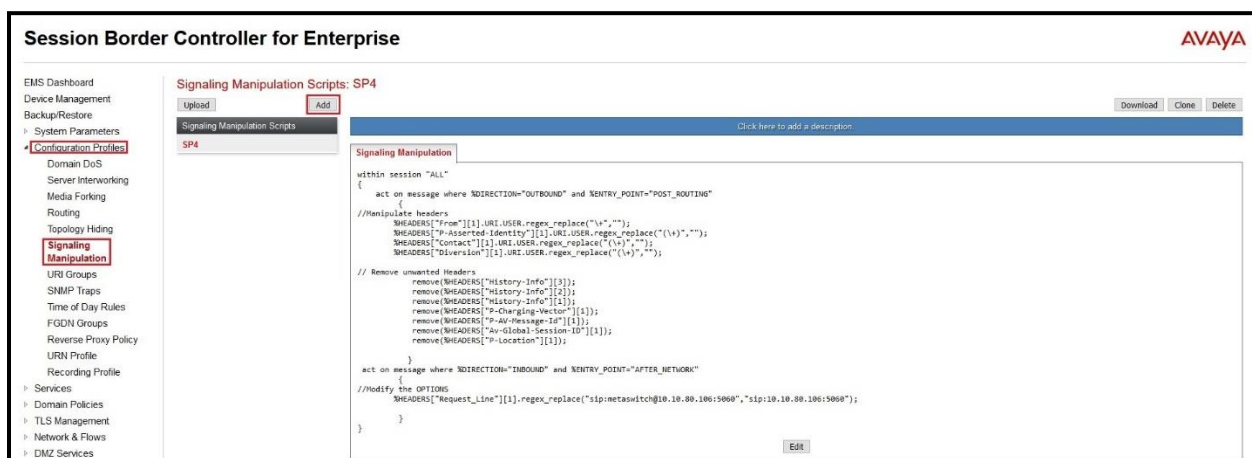 Session Border Controller for Enterprise
AVAYA
EMS Dashboard
Device Management
Backup/Restore
System Parameters
Configuration Profiles
Domain DoS
Server Interworking
Media Forking
Routing
Topology Hiding
Signaling
Manipulation
URI Groups
SNMP Traps
Time of Day Rules
FGDN Groups
Reverse Proxy Policy
URN Profile
Recording Profile
Services
Domain Policies
TLS Management
Network & Flows
DMZ Services
Signaling Manipulation Scripts: SP4
Upload Add
Download Clone Delete
Signaling Manipulation Scripts
SP4
Click here to add a description.
Signaling Manipulation
within session "ALL"
{
act on message where %DIRECTION="OUTBOUND" and %ENTRY_POINT="POST_ROUTING"
{
//Manipulate headers
%HEADERS["From"][1].URI.USER.regex_replace("\+","");
%HEADERS["P-Asserted-Identity"][1].URI.USER.regex_replace("(\+)","");
%HEADERS["Contact"][1].URI.USER.regex_replace("(\+)","");
%HEADERS["Diversion"][1].URI.USER.regex_replace("(\+)","");
// Remove unwanted Headers
remove(%HEADERS["History-Info"][3]);
remove(%HEADERS["History-Info"][2]);
remove(%HEADERS["History-Info"][1]);
remove(%HEADERS["P-Charging-Vector"][1]);
remove(%HEADERS["P-AV-Message-Id"][1]);
remove(%HEADERS["Av-Global-Session-ID"][1]);
remove(%HEADERS["P-Location"][1]);
}
act on message where %DIRECTION="INBOUND" and %ENTRY_POINT="AFTER_NETWORK"
{
//Modify the OPTIONS
%HEADERS["Request_Line"][1].regex_replace("sip:metaswitch@10.10.80.106:5060","sip:10.10.80.106:5060");
}
}
Edit